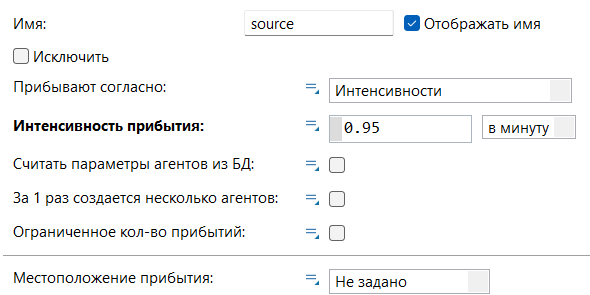 Имя: source Отображать имя
Исключить
Прибывают согласно: Интенсивности
Интенсивность прибытия: 0.95 в минуту
Считать параметры агентов из БД:
За 1 раз создается несколько агентов:
Ограниченное кол-во прибытий:
Местоположение прибытия: Не задано